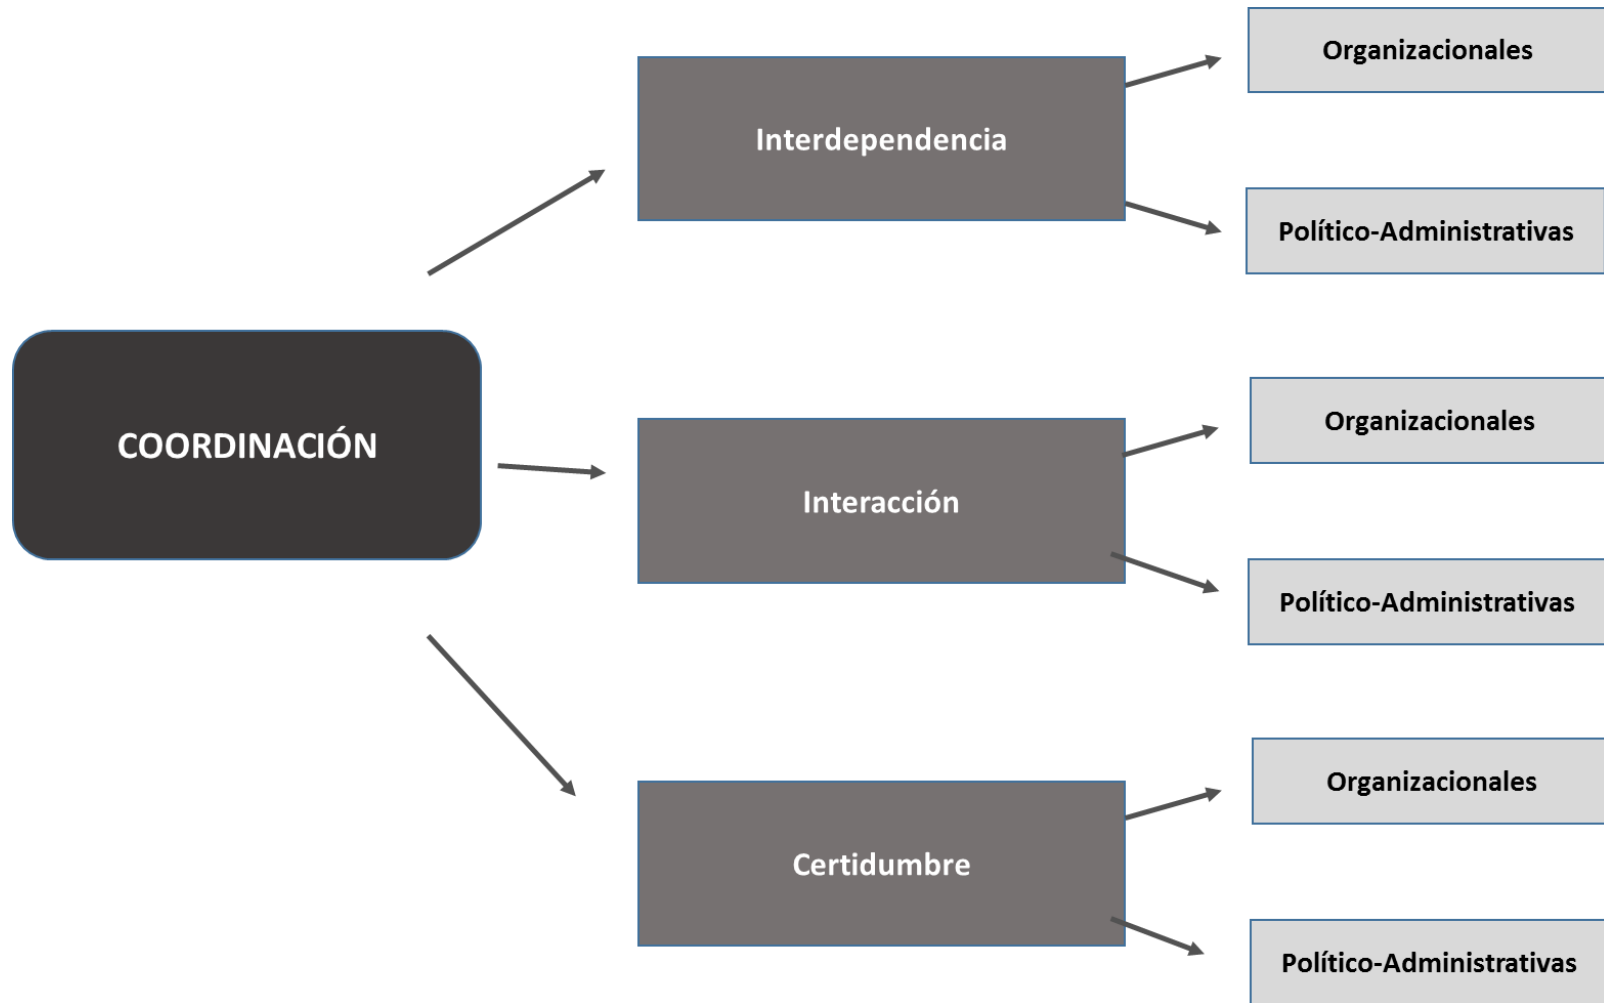 Organizacionales
Interdependencia
Político-Administrativas
Organizacionales
COORDINACIÓN
Interacción
Político-Administrativas
Organizacionales
Certidumbre
Político-Administrativas